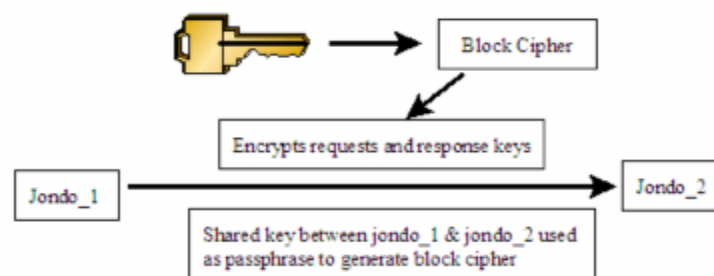 Block Cipher
Encrypts requests and response keys
Jondo_1
Jondo_2
Shared key between jondo_1 & jondo_2 used
as passphrase to generate block cipher